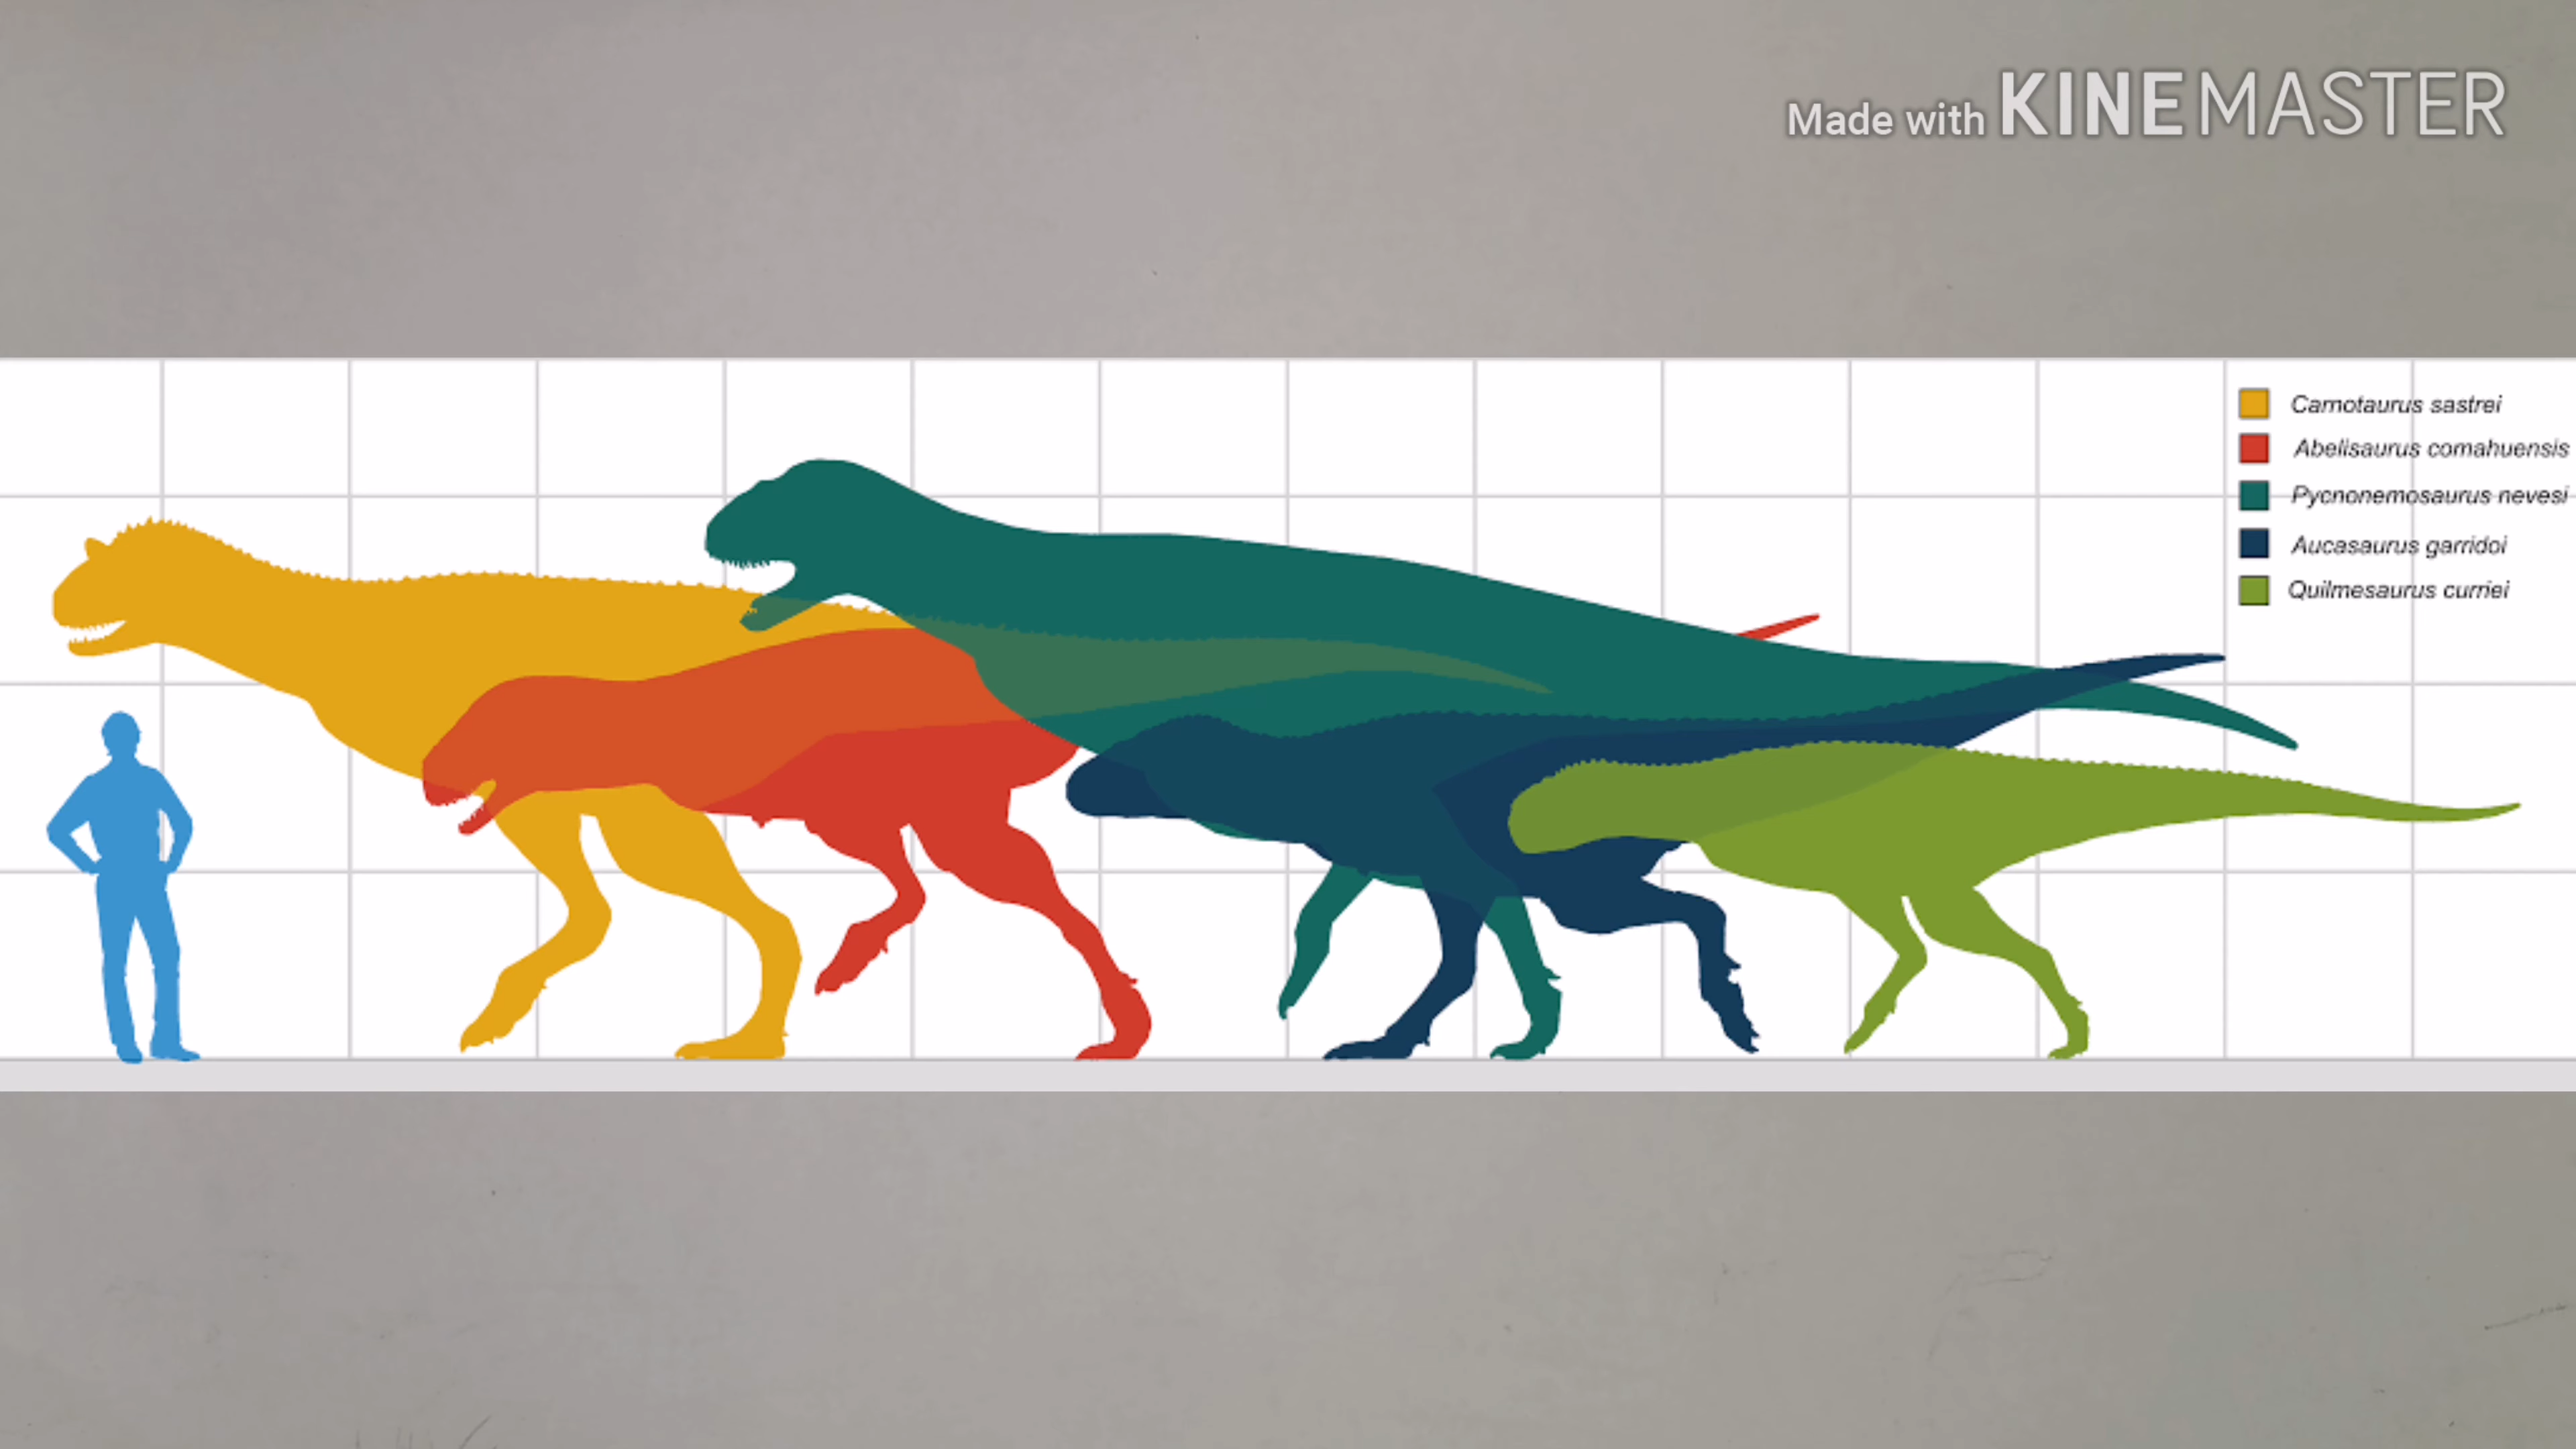 Made with KINEMASTER
Carnotaurus sastrei
Abelisaurus comahuensis
Pycnonemosaurus nevesi
Aucasaurus garridoi
Quilmesaurus curriei